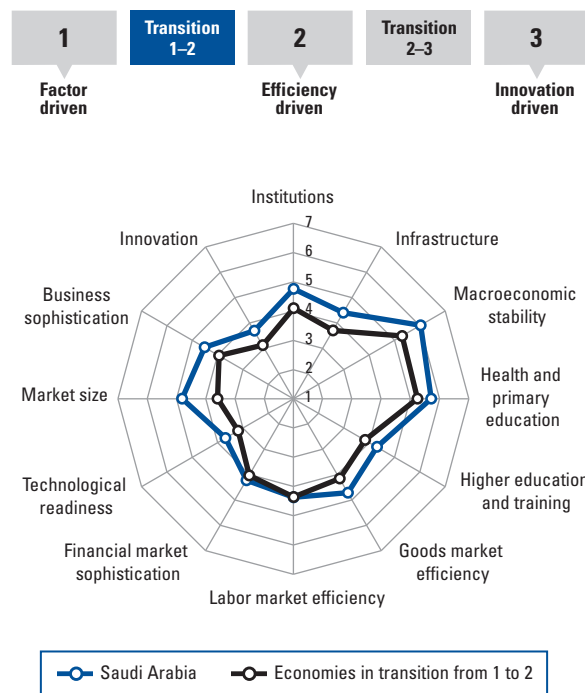 1
Transition
1–2
2
Transition
2–3
3
Factor
driven
Efficiency
driven
Innovation
driven
Institutions
7
6
5
4
3
2
1
Infrastructure
Macroeconomic
stability
Health and
primary
education
Higher education
and training
Goods market
efficiency
Labor market efficiency
Financial market
sophistication
Technological
readiness
Market size
Business
sophistication
Innovation
Saudi Arabia
Economies in transition from 1 to 2